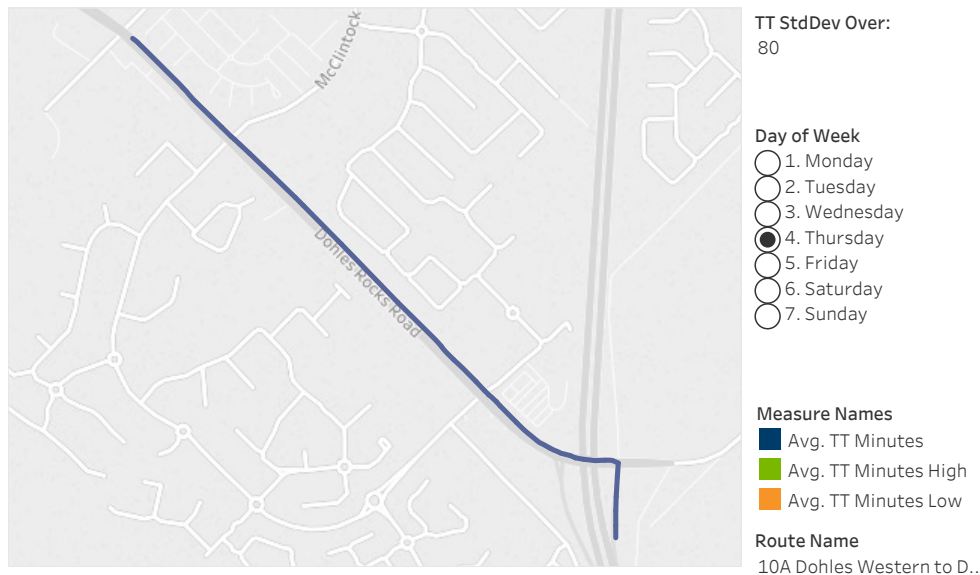 McClintock
Dohles Rocks Road
TT StdDev Over:
80
Day of Week
1. Monday
2. Tuesday
3. Wednesday
4. Thursday
5. Friday
6. Saturday
7. Sunday
Measure Names
Avg. TT Minutes
Avg. TT Minutes High
Avg. TT Minutes Low
Route Name
10A Dohles Western to D..